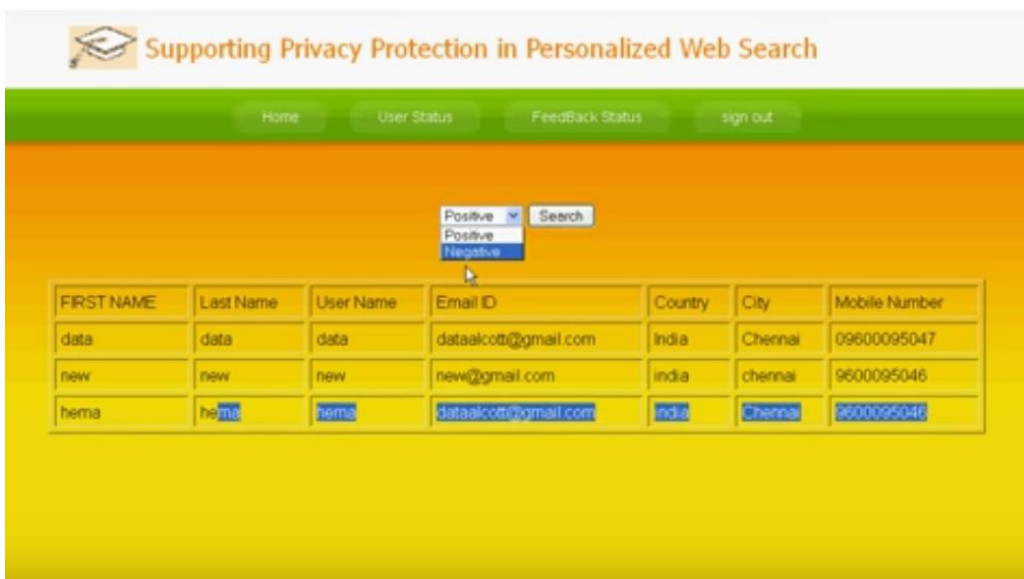 Supporting Privacy Protection in Personalized Web Search
Home User Status FeedBack Status sign out
Positive Search
Positive
Negative
FIRST NAME Last Name User Name Email ID Country City Mobile Number
data data data dataalcott@gmail.com India Chennai 09600095047
new new new new@gmail.com india chennai 9600095046
hema hema hema dataalcott@gmail.com india Chennai 9600095046